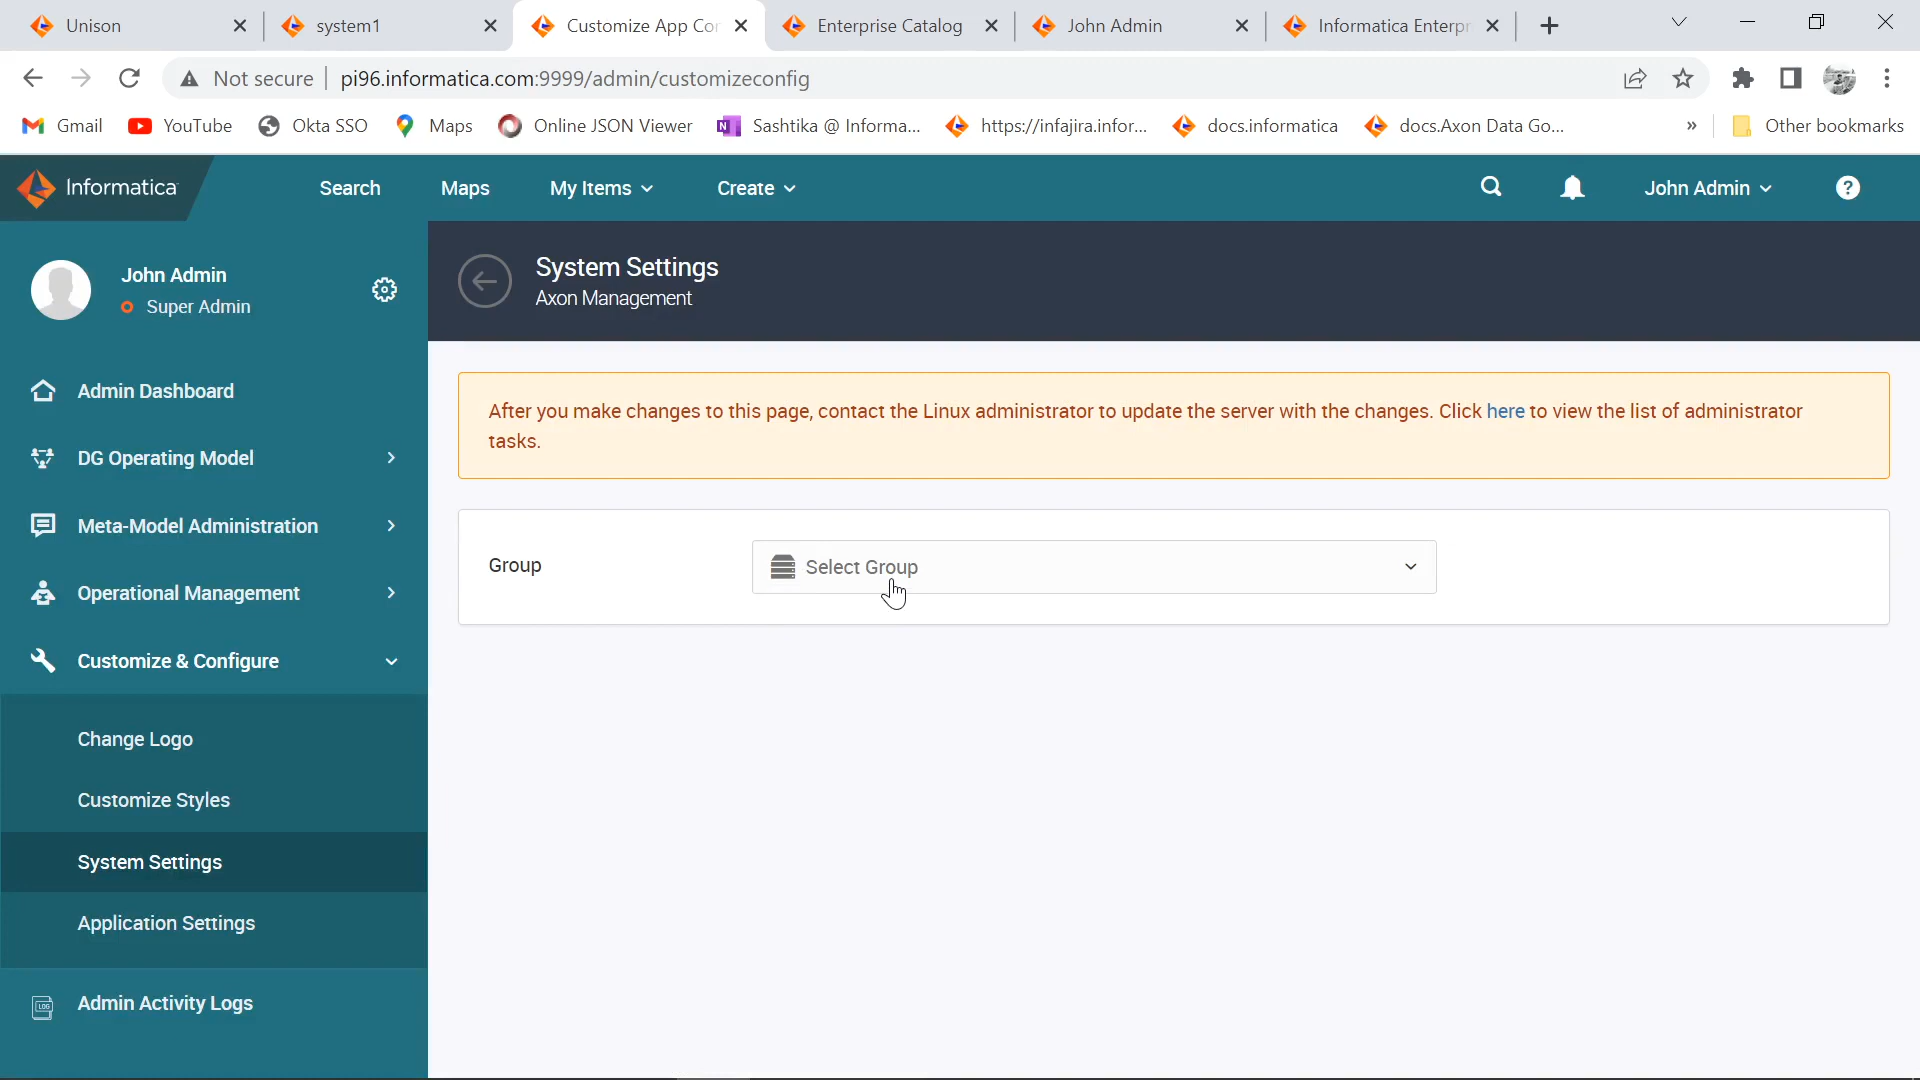 Unison
system1
Customize App Cor
Enterprise Catalog
John Admin
Informatica Enterpr
Not secure
pi96.informatica.com:9999/admin/customizeconfig
Gmail
YouTube
Okta SSO
Maps
Online JSON Viewer
N
Sashtika @ Informa...
https://infajira.infor...
docs.informatica
docs.Axon Data Go...
»
Other bookmarks
Informatica
Search
Maps
My Items
Create
John Admin
?
John Admin
Super Admin
Admin Dashboard
DG Operating Model
Meta-Model Administration
Operational Management
Customize & Configure
Change Logo
Customize Styles
System Settings
Application Settings
LOG
Admin Activity Logs
System Settings
Axon Management
After you make changes to this page, contact the Linux administrator to update the server with the changes. Click here to view the list of administrator
tasks.
Group
Select Group